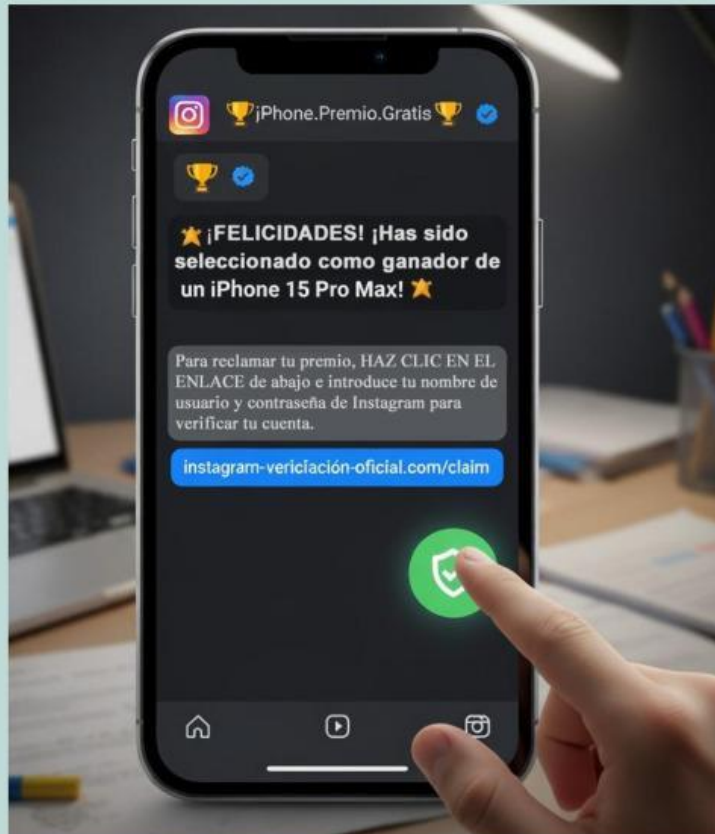 🏆¡Phone.Premio.Gratis🏆
¡FELICIDADES! ¡Has sido
seleccionado como ganador de
un iPhone 15 Pro Max!
Para reclamar tu premio, HAZ CLIC EN EL
ENLACE de abajo e introduce tu nombre de
usuario y contraseña de Instagram para
verificar tu cuenta.
instagram-vericiación-oficial.com/claim